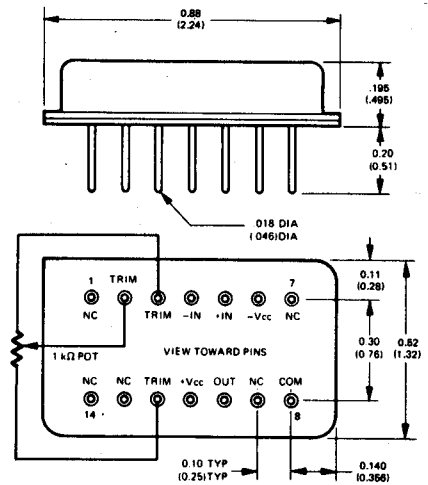 0.88
(2.24)
.195
(.495)
0.20
(0.51)
.018 DIA
(.046)DIA
1 TRIM 7
NC TRIM -IN +IN -Vcc NC
0.11
(0.28)
1 kΩ POT
VIEW TOWARD PINS
0.30
(0.76)
0.52
(1.32)
NC NC TRIM +Vcc OUT NC COM
14 8
0.10 TYP
(0.25)TYP
0.140
(0.356)